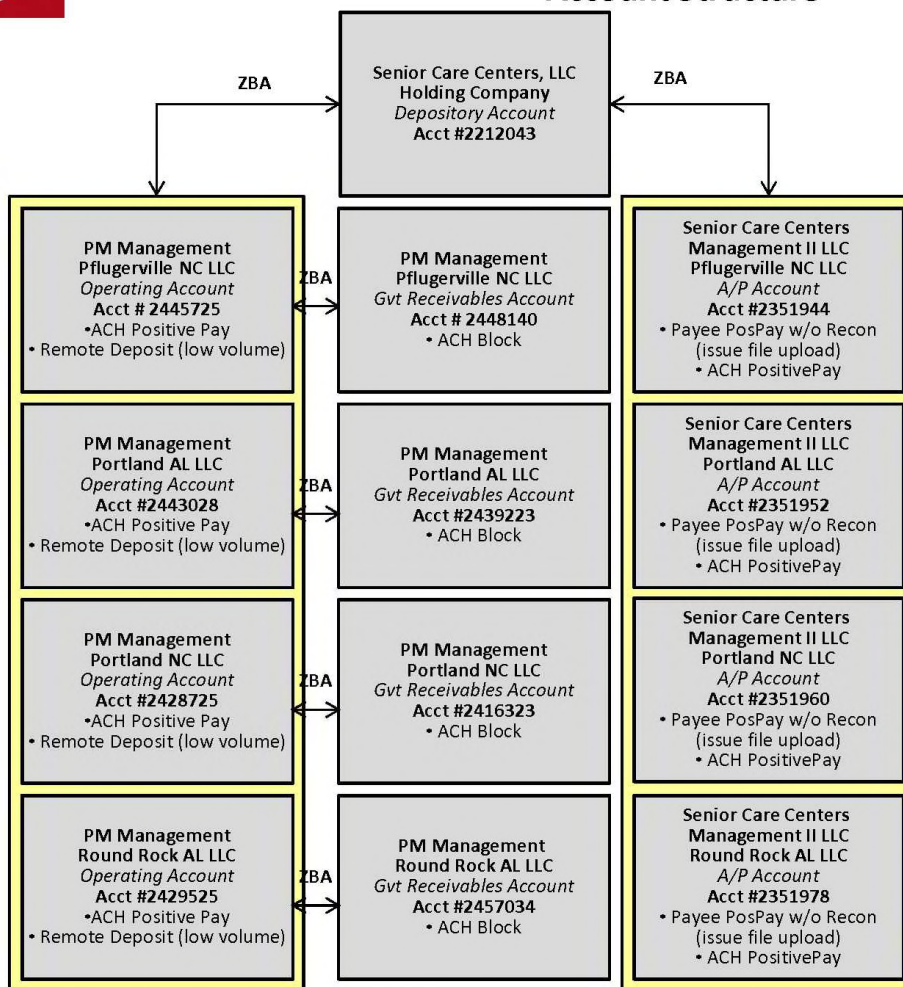 Account Structure
ZBA
Senior Care Centers, LLC
Holding Company
Depository Account
Acct #2212043
ZBA
PM Management
Pflugerville NC LLC
Operating Account
Acct # 2445725
•ACH Positive Pay
• Remote Deposit (low volume)
ZBA
PM Management
Pflugerville NC LLC
Gvt Receivables Account
Acct # 2448140
• ACH Block
Senior Care Centers
Management II LLC
Pflugerville NC LLC
A/P Account
Acct #2351944
• Payee PosPay w/o Recon
(issue file upload)
• ACH PositivePay
PM Management
Portland AL LLC
Operating Account
Acct #2443028
•ACH Positive Pay
• Remote Deposit (low volume)
ZBA
PM Management
Portland AL LLC
Gvt Receivables Account
Acct #2439223
• ACH Block
Senior Care Centers
Management II LLC
Portland AL LLC
A/P Account
Acct #2351952
• Payee PosPay w/o Recon
(issue file upload)
• ACH PositivePay
PM Management
Portland NC LLC
Operating Account
Acct #2428725
•ACH Positive Pay
• Remote Deposit (low volume)
ZBA
PM Management
Portland NC LLC
Gvt Receivables Account
Acct #2416323
• ACH Block
Senior Care Centers
Management II LLC
Portland NC LLC
A/P Account
Acct #2351960
• Payee PosPay w/o Recon
(issue file upload)
• ACH PositivePay
PM Management
Round Rock AL LLC
Operating Account
Acct #2429525
•ACH Positive Pay
• Remote Deposit (low volume)
ZBA
PM Management
Round Rock AL LLC
Gvt Receivables Account
Acct #2457034
• ACH Block
Senior Care Centers
Management II LLC
Round Rock AL LLC
A/P Account
Acct #2351978
• Payee PosPay w/o Recon
(issue file upload)
• ACH PositivePay